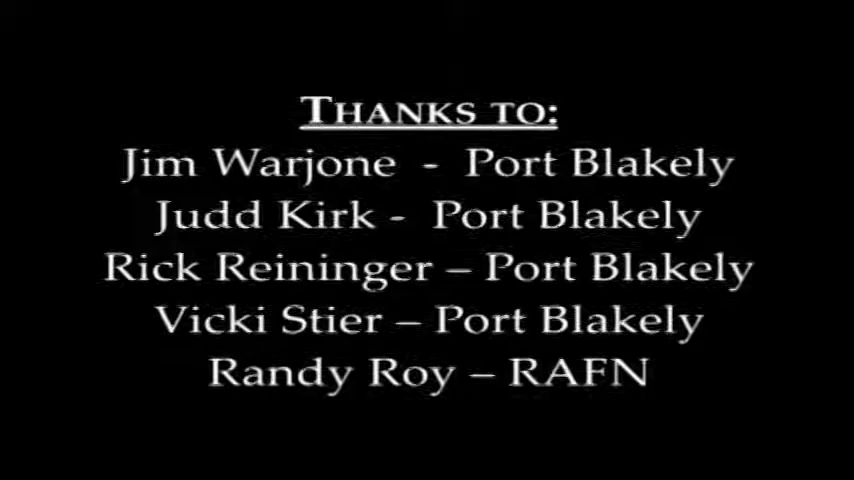 THANKS TO:
Jim Warjone - Port Blakely
Judd Kirk - Port Blakely
Rick Reininger – Port Blakely
Vicki Stier – Port Blakely
Randy Roy – RAFN